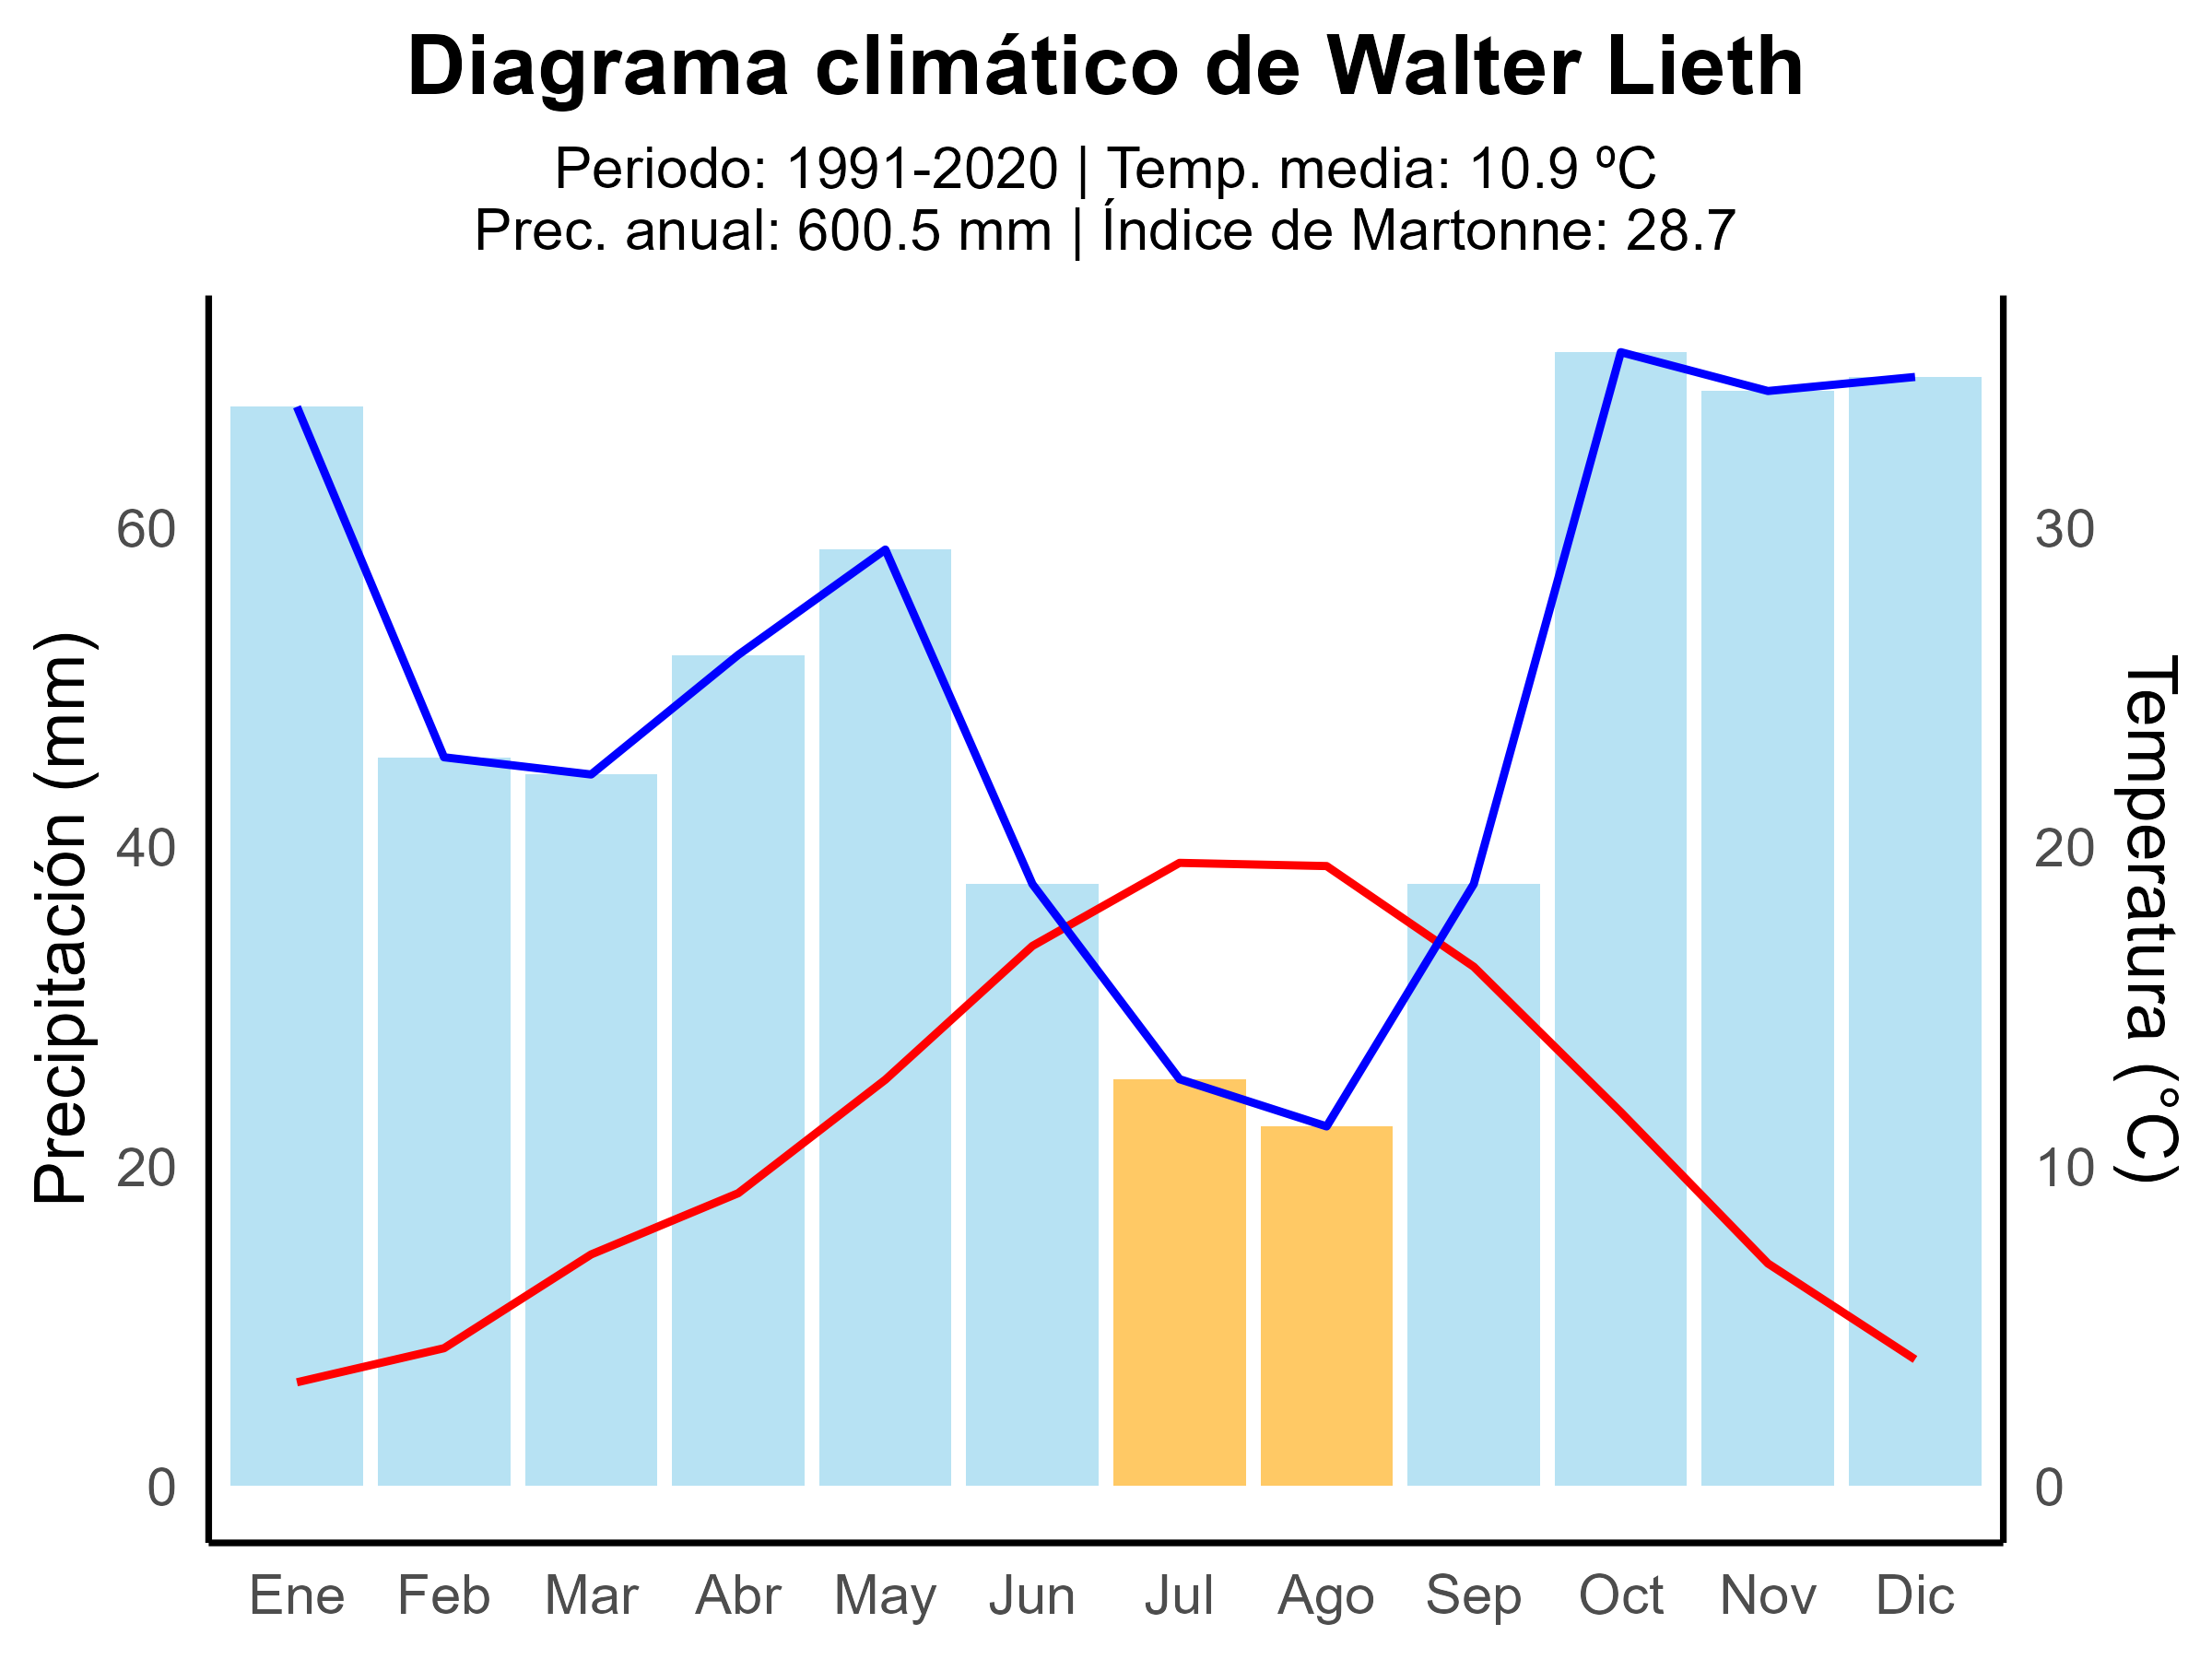 Diagrama climático de Walter Lieth
Periodo: 1991-2020 | Temp. media: 10.9 ºC
Prec. anual: 600.5 mm | Índice de Martonne: 28.7
Precipitación (mm)
60
40
20
0
30
20
10
0
Temperatura (°C)
Ene Feb Mar Abr May Jun Jul Ago Sep Oct Nov Dic